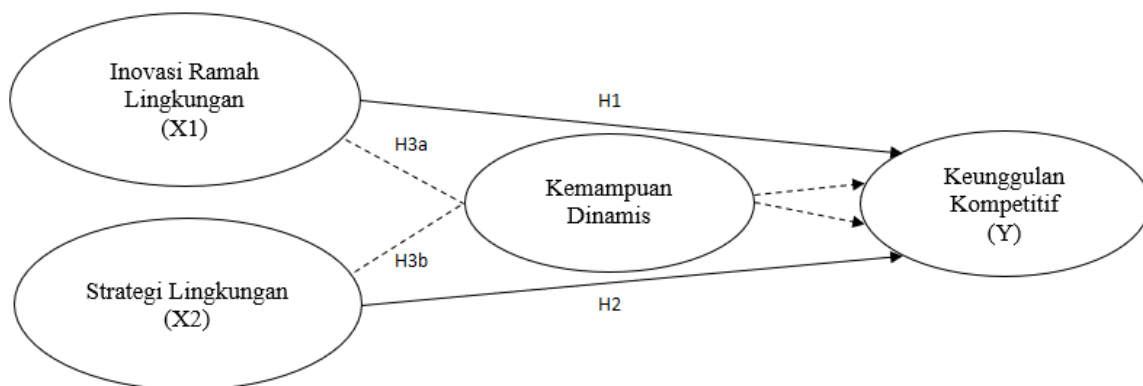 Inovasi Ramah
Lingkungan
(X1)
H1
H3a
Kemampuan
Dinamis
Keunggulan
Kompetitif
(Y)
H3b
Strategi Lingkungan
(X2)
H2